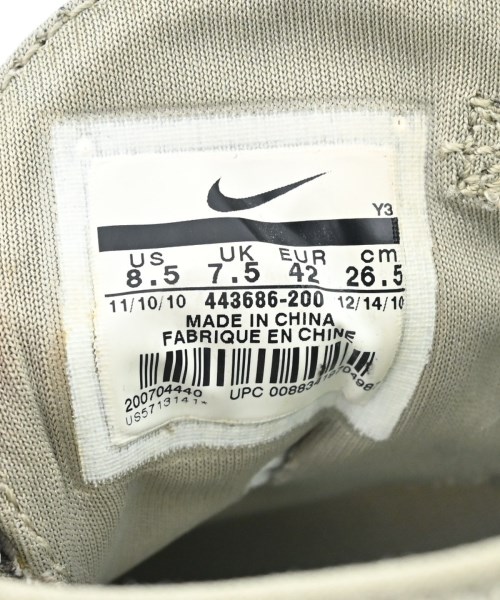 Y3
US UK EUR cm
8.5 7.5 42 26.5
11/10/10 443686-200 12/14/10
MADE IN CHINA
FABRIQUE EN CHINE
200704440
UPC